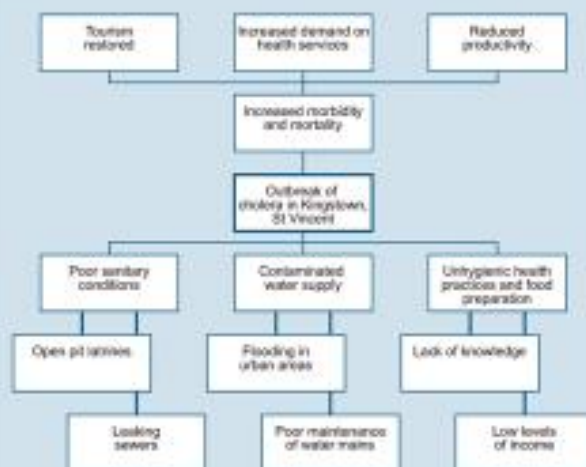 Tourism
restored
Increased demand on
health services
Reduced
productivity
Increased morbidity
and mortality
Outbreak of
cholera in Kingstown,
St Vincent
Poor sanitary
conditions
Contaminated
water supply
Unhygienic health
practices and food
preparation
Open pit latrines
Flooding in
urban areas
Lack of knowledge
Leaking
sewers
Poor maintenance
of water mains
Low levels
of income